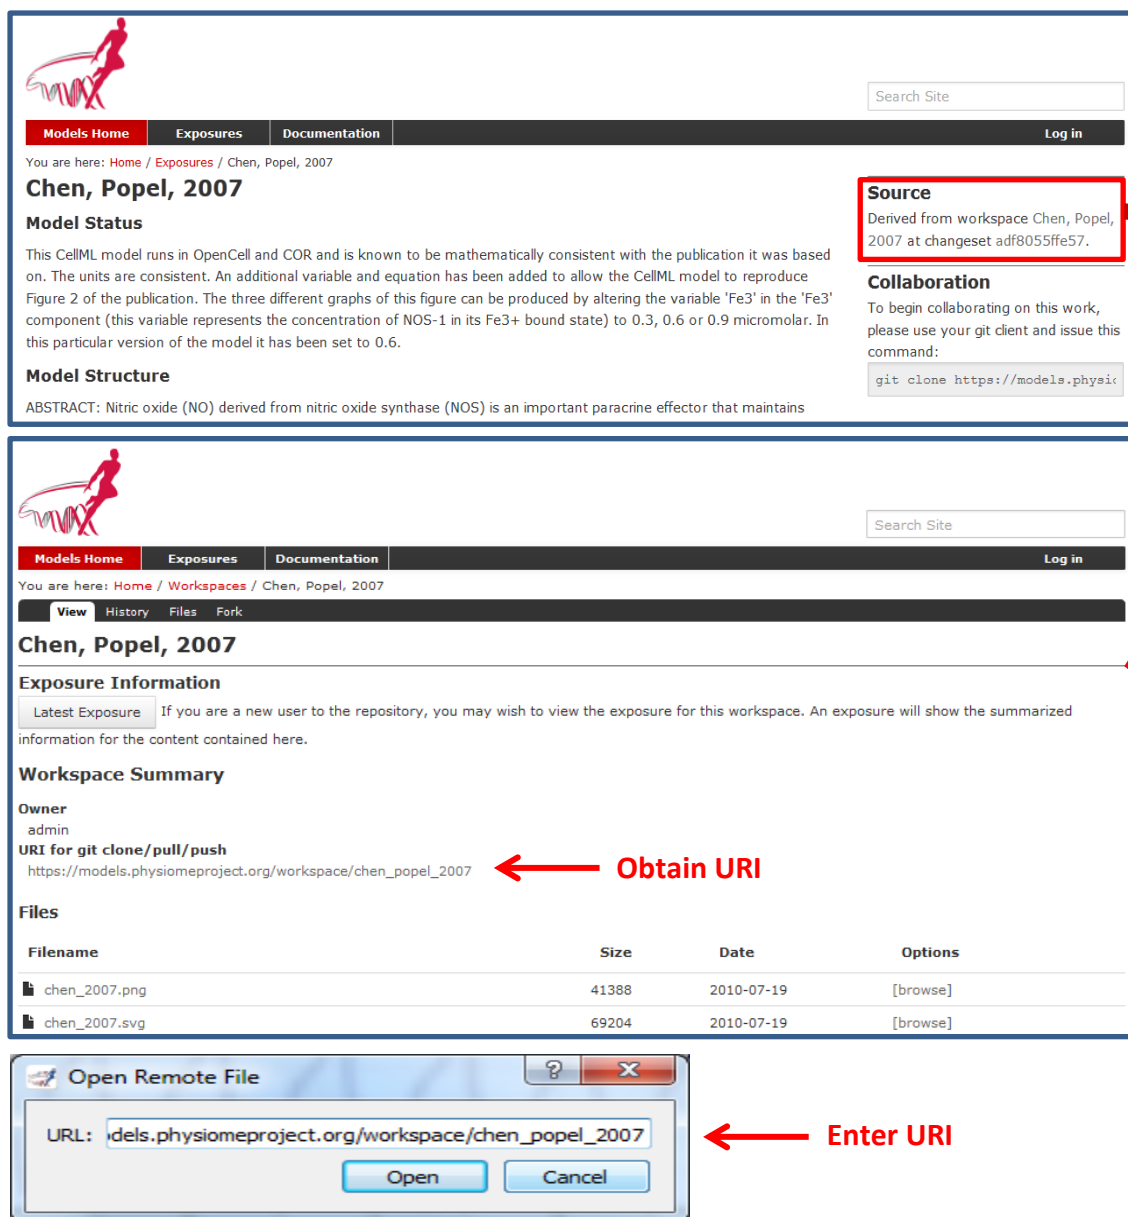 Search Site
Models Home Exposures Documentation Log in
You are here: Home / Exposures / Chen, Popel, 2007
Chen, Popel, 2007
Model Status
This CellML model runs in OpenCell and COR and is known to be mathematically consistent with the publication it was based
on. The units are consistent. An additional variable and equation has been added to allow the CellML model to reproduce
Figure 2 of the publication. The three different graphs of this figure can be produced by altering the variable 'Fe3' in the 'Fe3'
component (this variable represents the concentration of NOS-1 in its Fe3+ bound state) to 0.3, 0.6 or 0.9 micromolar. In
this particular version of the model it has been set to 0.6.
Model Structure
ABSTRACT: Nitric oxide (NO) derived from nitric oxide synthase (NOS) is an important paracrine effector that maintains
Source
Derived from workspace Chen, Popel,
2007 at changeset adf8055ffe57.
Collaboration
To begin collaborating on this work,
please use your git client and issue this
command:
git clone https://models.physic
Search Site
Models Home Exposures Documentation Log in
You are here: Home / Workspaces / Chen, Popel, 2007
View History Files Fork
Chen, Popel, 2007
Exposure Information
Latest Exposure If you are a new user to the repository, you may wish to view the exposure for this workspace. An exposure will show the summarized
information for the content contained here.
Workspace Summary
Owner
admin
URI for git clone/pull/push
https://models.physiomeproject.org/workspace/chen_popel_2007
Obtain URI
Files
Filename Size Date Options
chen_2007.png 41388 2010-07-19 [browse]
chen_2007.svg 69204 2010-07-19 [browse]
Open Remote File
URL: dels.physiomeproject.org/workspace/chen_popel_2007
Open Cancel
Enter URI